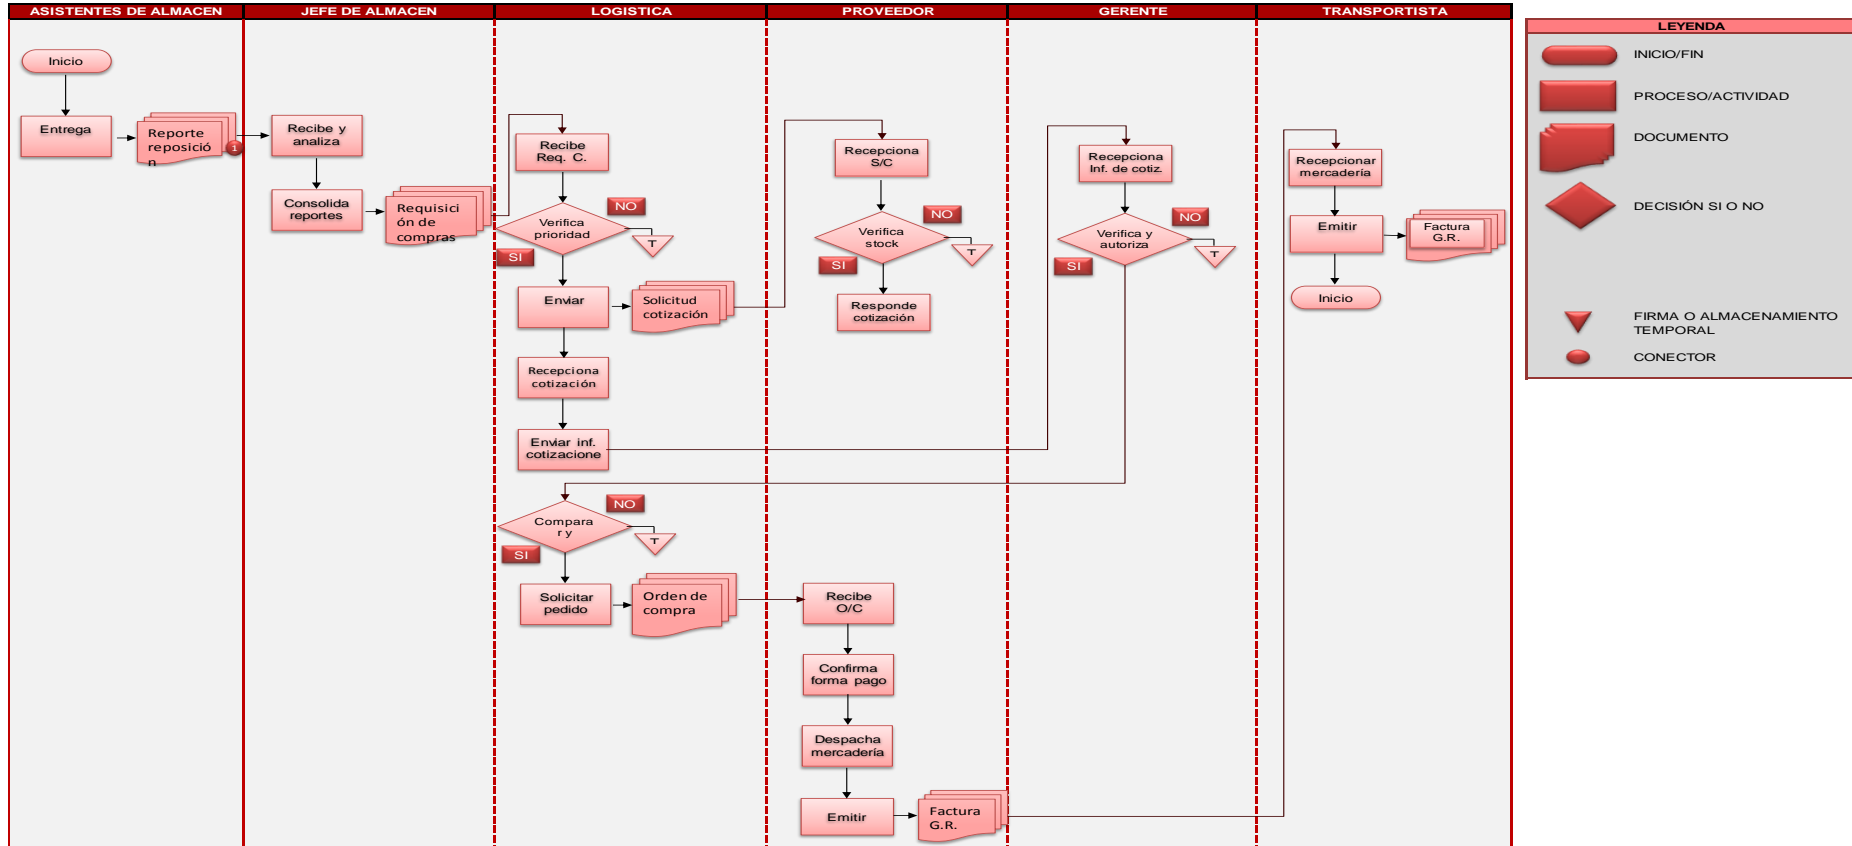 ASISTENTES DE ALMACEN
JEFE DE ALMACEN
LOGISTICA
PROVEEDOR
GERENTE
TRANSPORTISTA
Inicio
Entrega
Reporte
reposició
n
1
Recibe y
analiza
Consolida
reportes
Requisici
ón de
compras
Recibe
Req. C.
Verifica
prioridad
NO
T
SI
Enviar
Solicitud
cotización
Recepciona
cotización
Enviar inf.
cotizacione
Compara
r y
NO
T
SI
Solicitar
pedido
Orden de
compra
Recepciona
S/C
Verifica
stock
NO
T
SI
Responde
cotización
Recibe
O/C
Confirma
forma pago
Despacha
mercadería
Emitir
Factura
G.R.
Recepciona
Inf. de cotiz.
Verifica y
autoriza
NO
T
SI
Recepcionar
mercadería
Emitir
Factura
G.R.
Inicio
LEYENDA
INICIO/FIN
PROCESO/ACTIVIDAD
DOCUMENTO
DECISIÓN SI O NO
FIRMA O ALMACENAMIENTO
TEMPORAL
CONECTOR